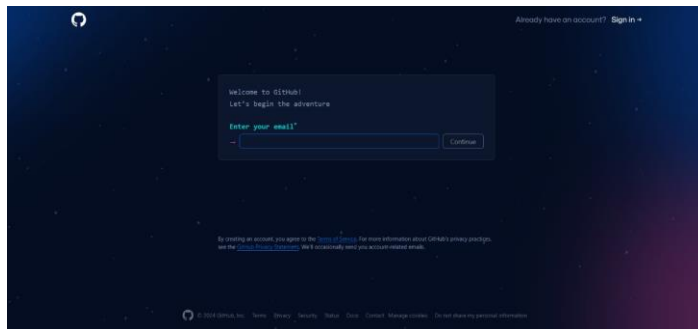 Already have an account? Sign in →
Welcome to GitHub!
Let's begin the adventure
Enter your email*
→ Continue
By creating an account, you agree to the Terms of Service. For more information about GitHub's privacy practices,
see the GitHub Privacy Statement. We'll occasionally send you account-related emails.
© 2024 GitHub, Inc. Terms Privacy Security Status Docs Contact Manage cookies Do not share my personal information